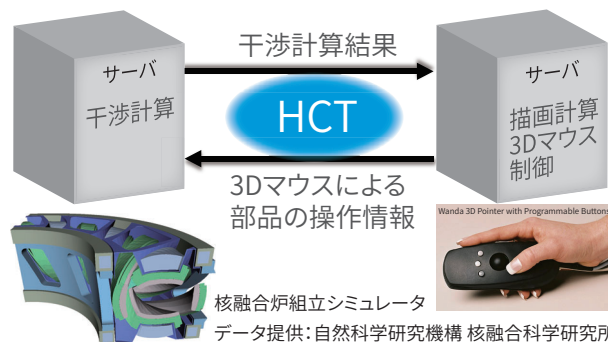 サーバ
干渉計算
干渉計算結果
HCT
3Dマウスによる
部品の操作情報
サーバ
描画計算
3Dマウス
制御
Wanda 3D Pointer with Programmable Buttons
核融合炉組立シミュレータ
データ提供：自然科学研究機構 核融合科学研究所